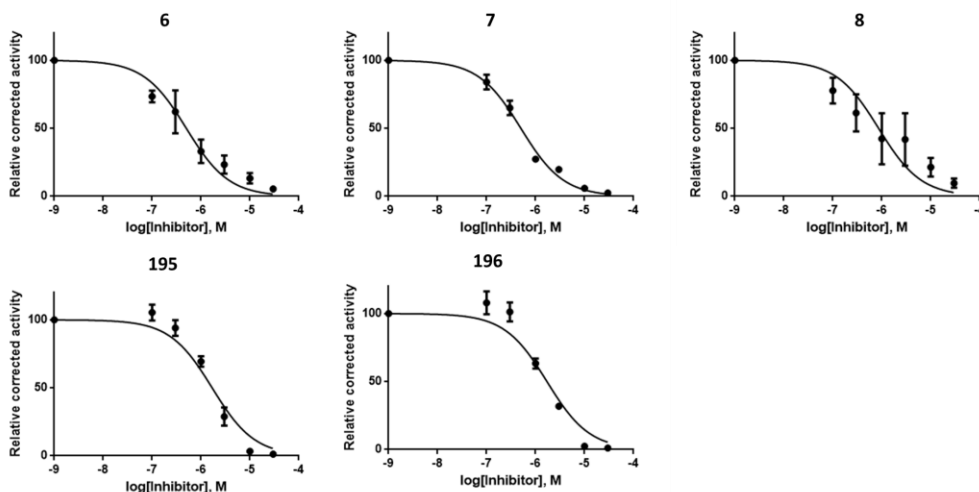 6
Relative corrected activity
100
50
0
-9 -8 -7 -6 -5 -4
log[Inhibitor], M
7
Relative corrected activity
100
50
0
-9 -8 -7 -6 -5 -4
log[Inhibitor], M
8
Relative corrected activity
100
50
0
-9 -8 -7 -6 -5 -4
log[Inhibitor], M
195
Relative corrected activity
100
50
0
-9 -8 -7 -6 -5 -4
log[Inhibitor], M
196
Relative corrected activity
100
50
0
-9 -8 -7 -6 -5 -4
log[Inhibitor], M